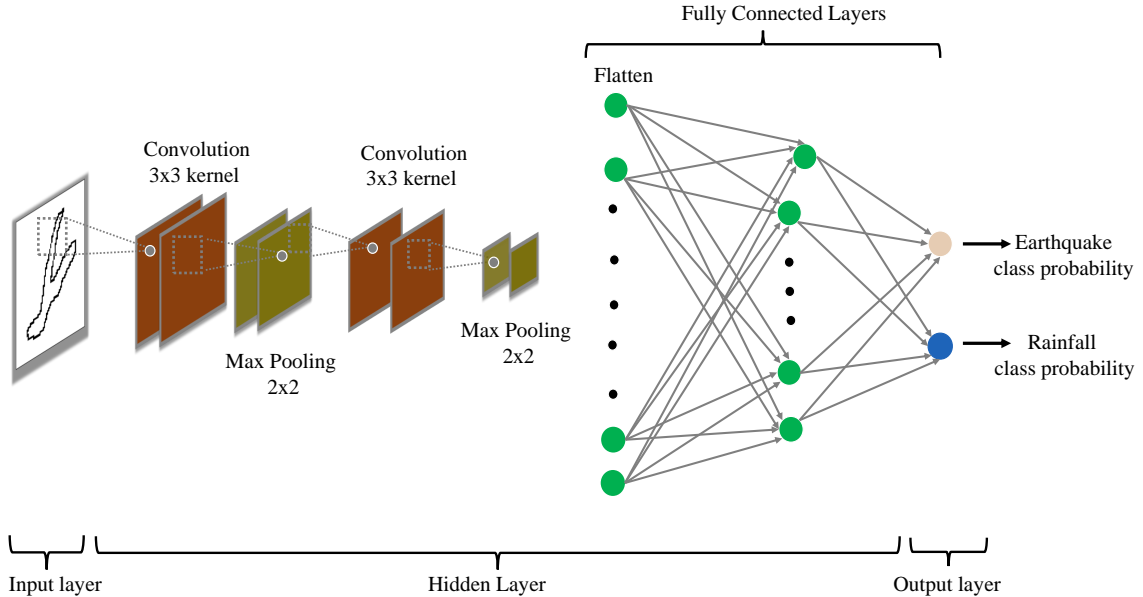 Fully Connected Layers
Flatten
Convolution
3x3 kernel
Convolution
3x3 kernel
Max Pooling
2x2
Max Pooling
2x2
Earthquake
class probability
Rainfall
class probability
Input layer
Hidden Layer
Output layer